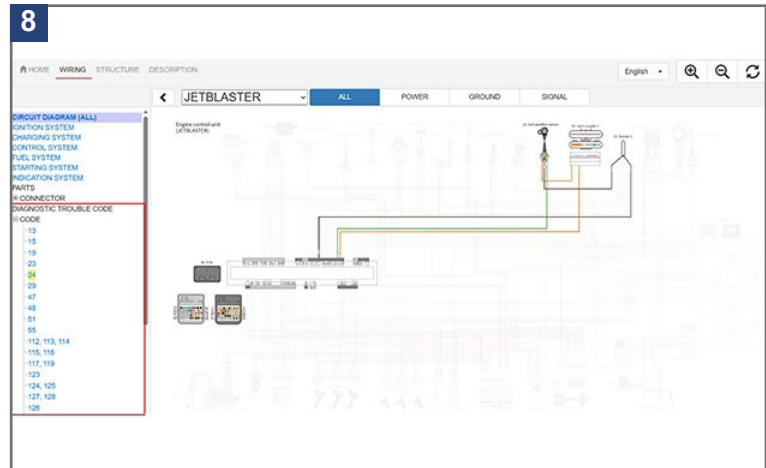 8
HOME WIRING STRUCTURE DESCRIPTION
English
JETBLASTER ALL POWER GROUND SIGNAL
CIRCUIT DIAGRAM (ALL)
IGNITION SYSTEM
CHARGING SYSTEM
CONTROL SYSTEM
FUEL SYSTEM
STARTING SYSTEM
INDICATION SYSTEM
PARTS
CONNECTOR
DIAGNOSTIC TROUBLE CODE
CODE
13
15
19
23
24
29
47
48
51
55
112, 113, 114
115, 116
117, 119
123
124, 125
127, 128
126
Engine control unit
(JETBLASTER)